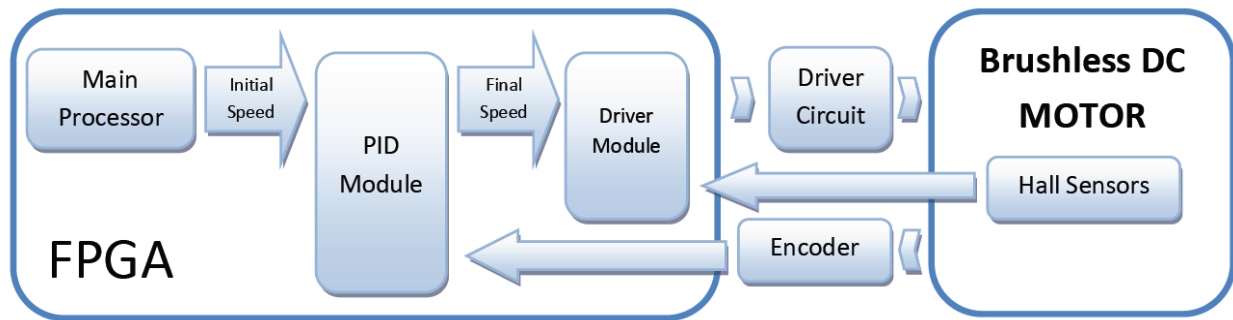 Main
Processor
Initial
Speed
PID
Module
Final
Speed
Driver
Module
Driver
Circuit
Brushless DC
MOTOR
Hall Sensors
Encoder
FPGA